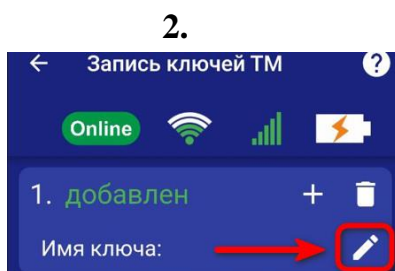 2.
Запись ключей ТМ ?
Online
1. добавлен
Имя ключа: